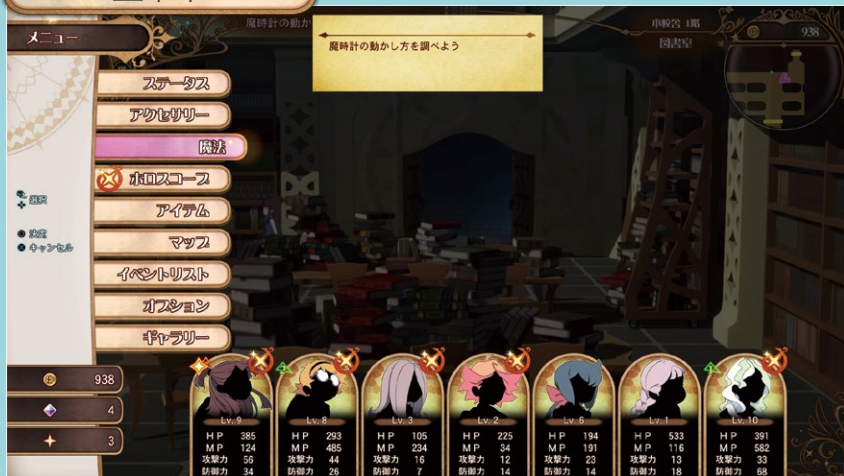 メニュー
魔時計の動か
魔時計の動かし方を調べよう
小校舎 1階
図書室
938
ステータス
アクセサリー
魔法
ホロスコープ
アイテム
マップ
イベントリスト
オプション
ギャラリー
選択
決定
キャンセル
938
4
3
Lv. 9
HP 385
MP 124
攻撃力 56
防御力 34
Lv. 8
HP 293
MP 485
攻撃力 44
防御力 26
Lv. 3
HP 105
MP 234
攻撃力 16
防御力 7
Lv. 2
HP 225
MP 34
攻撃力 12
防御力 14
Lv. 6
HP 194
MP 191
攻撃力 23
防御力 14
Lv. 1
HP 533
MP 116
攻撃力 13
防御力 18
Lv. 10
HP 391
MP 582
攻撃力 33
防御力 68